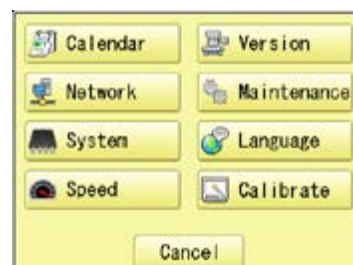 Calendar Version
Network Maintenance
System Language
Speed Calibrate
Cancel